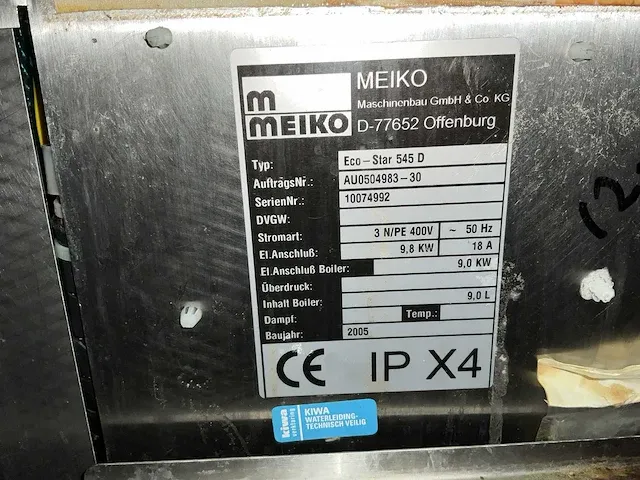 m
MEIKO
MEIKO
Maschinenbau GmbH & Co KG
D-77652 Offenburg
Typ: Eco-Star 545 D
AuftragsNr.: AU0504983-30
SerienNr.: 10074992
DVGW:
Stromart: 3 N/PE 400V ~ 50 Hz
El.Anschluß: 9,8 KW 18 A
El.Anschluß Boiler: 9,0 KW
Überdruck:
Inhalt Boiler: 9,0 L
Dampf: Temp.:
Baujahr: 2005
CE IP X4
kiwa
KIWA
WATERLEIDING-
TECHNISCH VEILIG